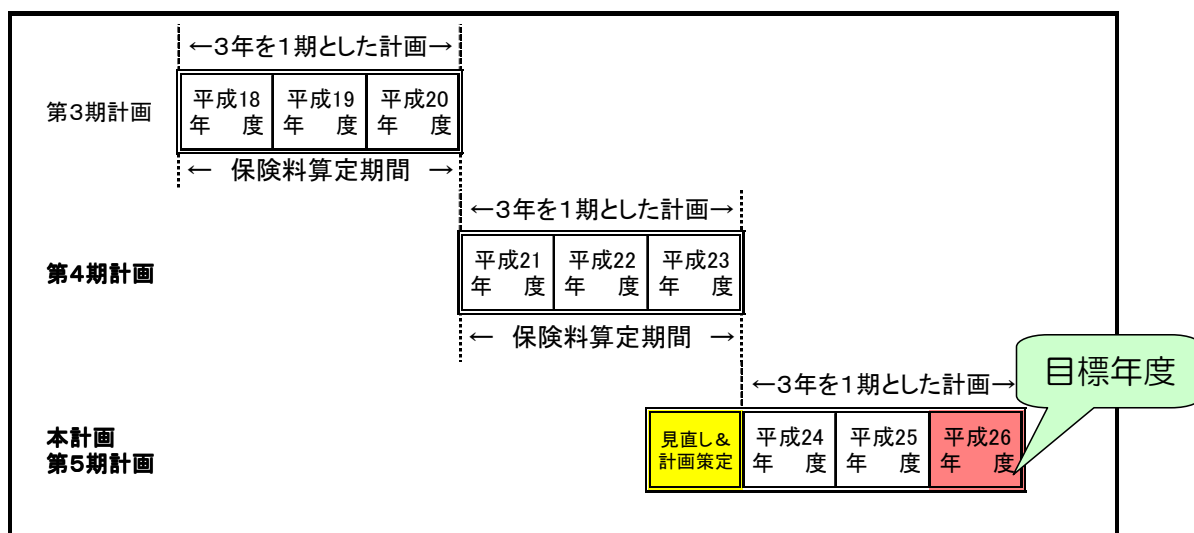 ←3年を1期とした計画→
第3期計画
平成18年　度
平成19年　度
平成20年　度
← 保険料算定期間 →
←3年を1期とした計画→
第4期計画
平成21年　度
平成22年　度
平成23年　度
← 保険料算定期間 →
目標年度
←3年を1期とした計画→
本計画
第5期計画
見直し&
計画策定
平成24年　度
平成25年　度
平成26年　度